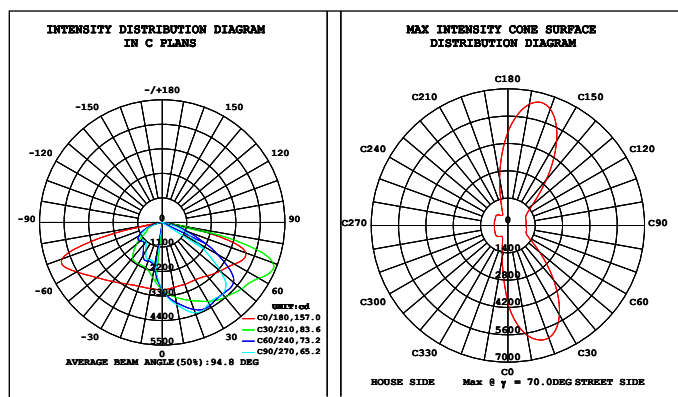 INTENSITY DISTRIBUTION DIAGRAM
IN C PLANS
-/+180
-150
150
-120
120
-90
0
90
1100
2200
3300
4400
5500
-60
60
-30
30
0
UNIT:cd
C0/180,157.0
C30/210,83.6
C60/240,73.2
C90/270,65.2
AVERAGE BEAM ANGLE(50%):94.8 DEG
MAX INTENSITY CONE SURFACE
DISTRIBUTION DIAGRAM
C180
C210
C150
C240
C120
C270
0
C90
1400
2800
4200
5600
7000
C300
C60
C330
C30
C0
HOUSE SIDE
Max @ γ = 70.0DEG
STREET SIDE